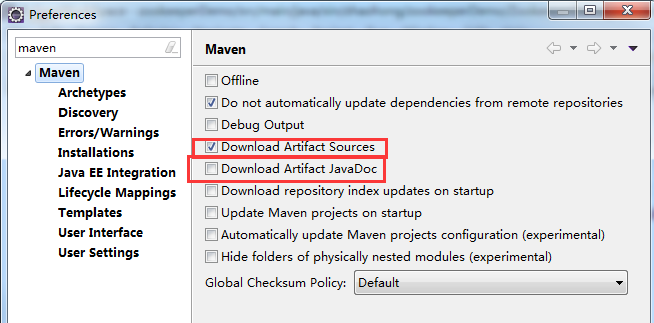 Preferences
maven
Maven
Archetypes
Discovery
Errors/Warnings
Installations
Java EE Integration
Lifecycle Mappings
Templates
User Interface
User Settings
Maven
Offline
Do not automatically update dependencies from remote repositories
Debug Output
Download Artifact Sources
Download Artifact JavaDoc
Download repository index updates on startup
Update Maven projects on startup
Automatically update Maven projects configuration (experimental)
Hide folders of physically nested modules (experimental)
Global Checksum Policy: Default